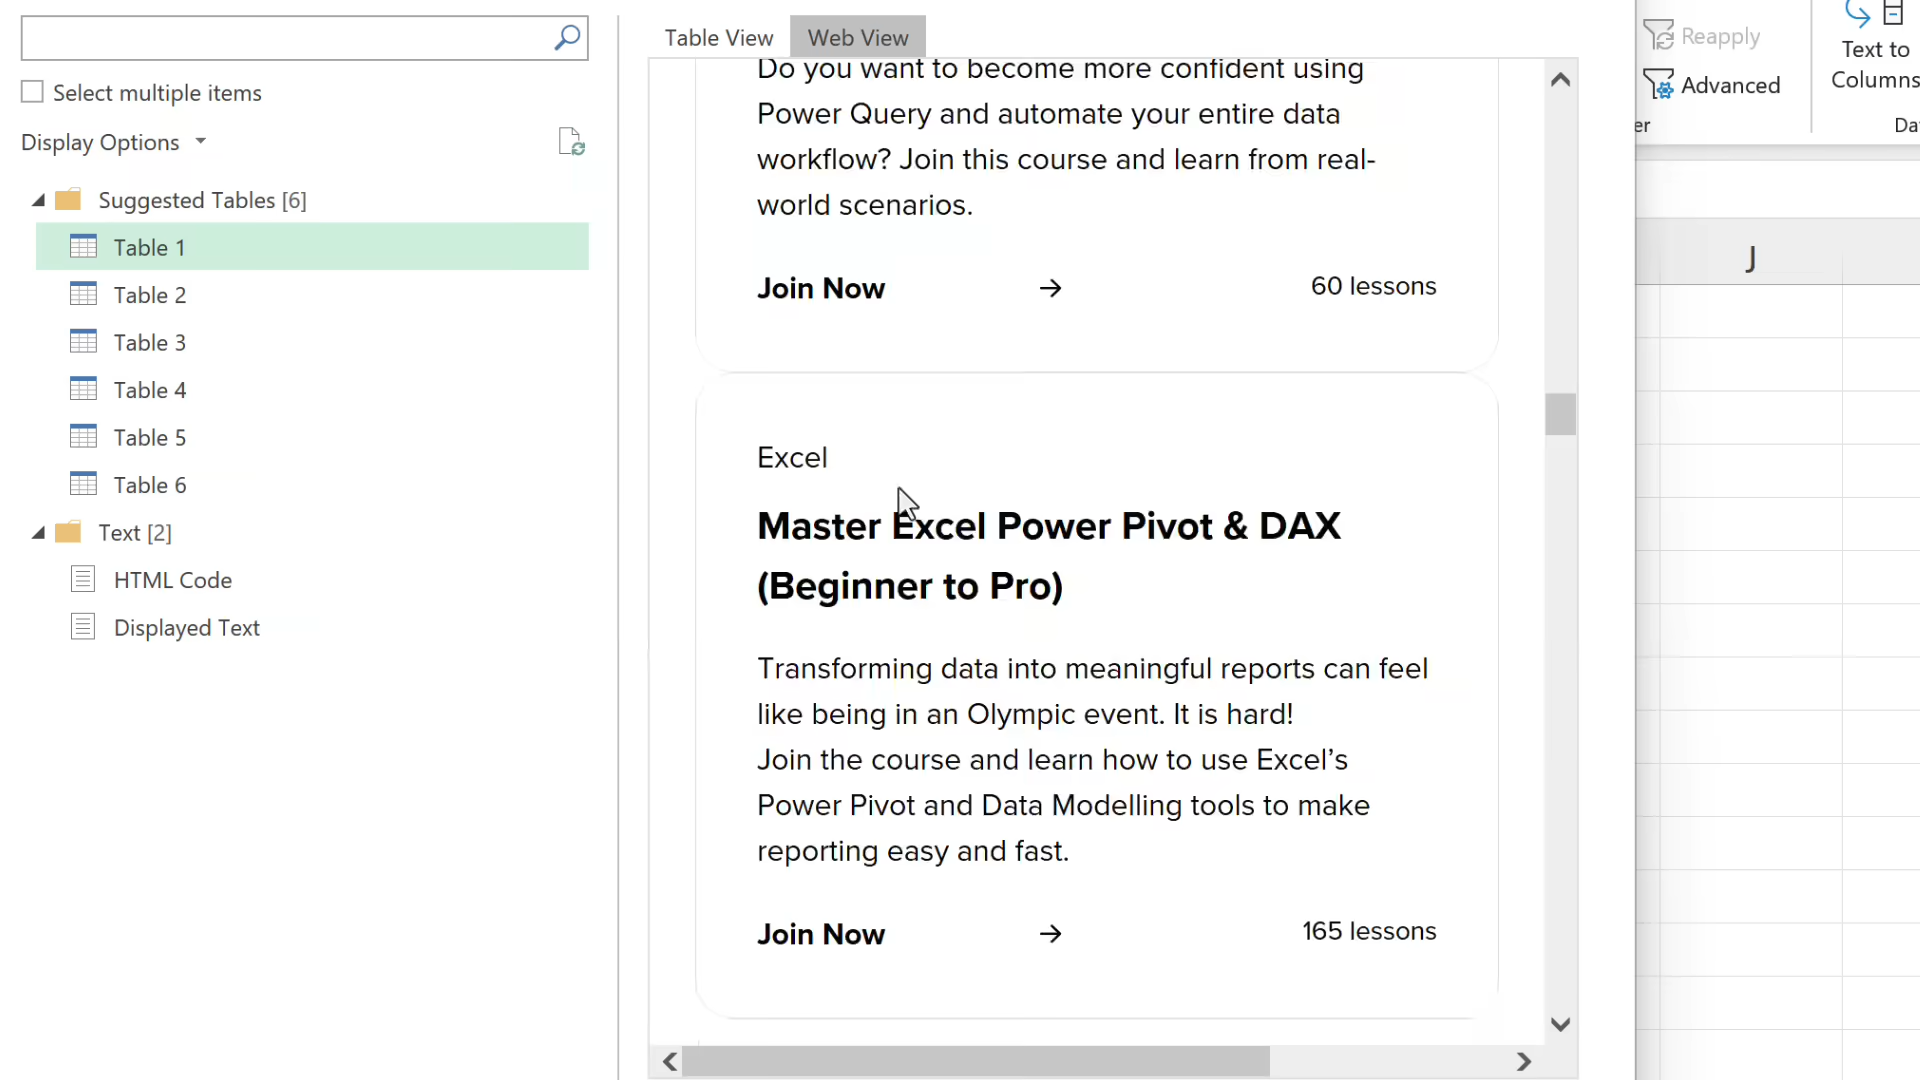 Select multiple items
Display Options
Suggested Tables [6]
Table 1
Table 2
Table 3
Table 4
Table 5
Table 6
Text [2]
HTML Code
Displayed Text
Table View
Web View
Do you want to become more confident using
Power Query and automate your entire data
workflow? Join this course and learn from real-
world scenarios.
Join Now → 60 lessons
Excel
Master Excel Power Pivot & DAX
(Beginner to Pro)
Transforming data into meaningful reports can feel
like being in an Olympic event. It is hard!
Join the course and learn how to use Excel’s
Power Pivot and Data Modelling tools to make
reporting easy and fast.
Join Now → 165 lessons
Reapply
Advanced
er
Text to
Columns
Da
J